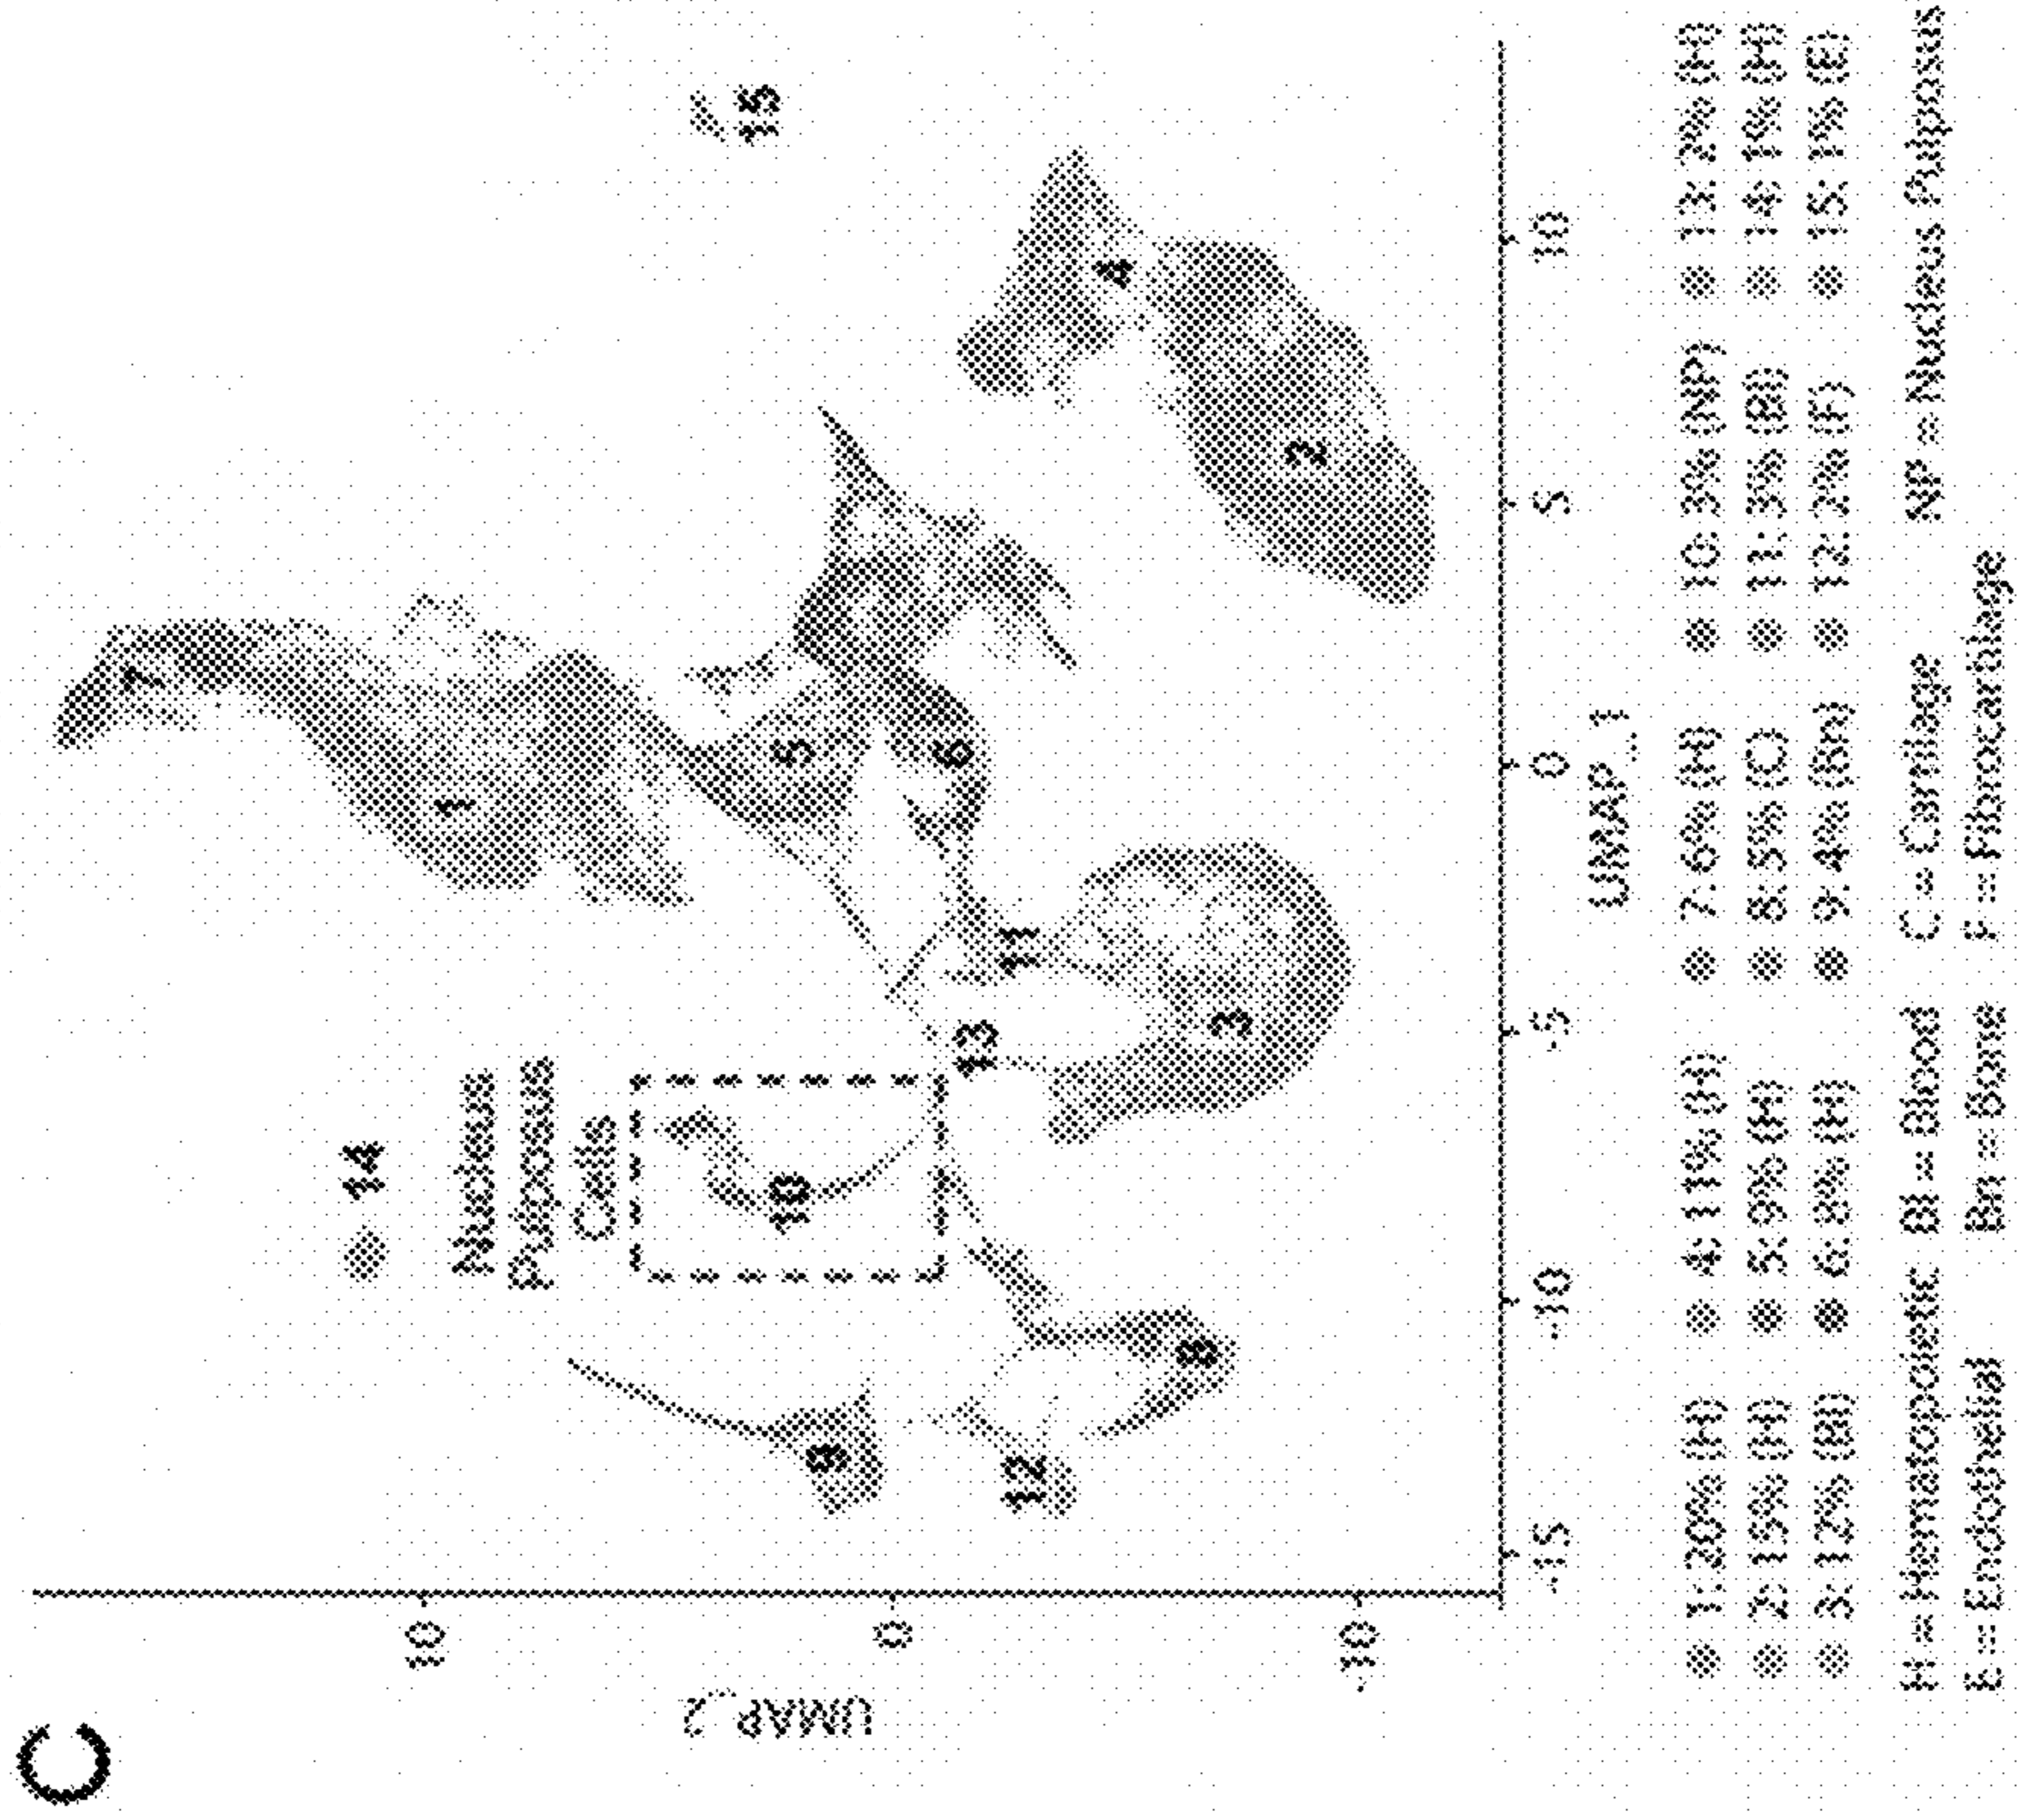 C
7
14
10
1
Nucleus
Pulposus
Cells
15
UMAP_2
10
5
9
0
6
13
11
12
4
8
3
2
-10
-15 -10 -5 0 5 10
UMAP_1
1: 20% (H) 4: 11% (H) 7: 6% (H) 10: 3% (NP) 13: 2% (H)
2: 15% (H) 5: 9% (H) 8: 5% (C) 11: 3% (Bl) 14: 1% (H)
3: 12% (Bl) 6: 8% (H) 9: 4% (Bn) 12: 2% (F) 15: 1% (E)
H = Hematopoietic Bl = Blood C = Cartilage NP = Nucleus Pulposus
E = Endothelial Bn = Bone F = Fibrocartilage